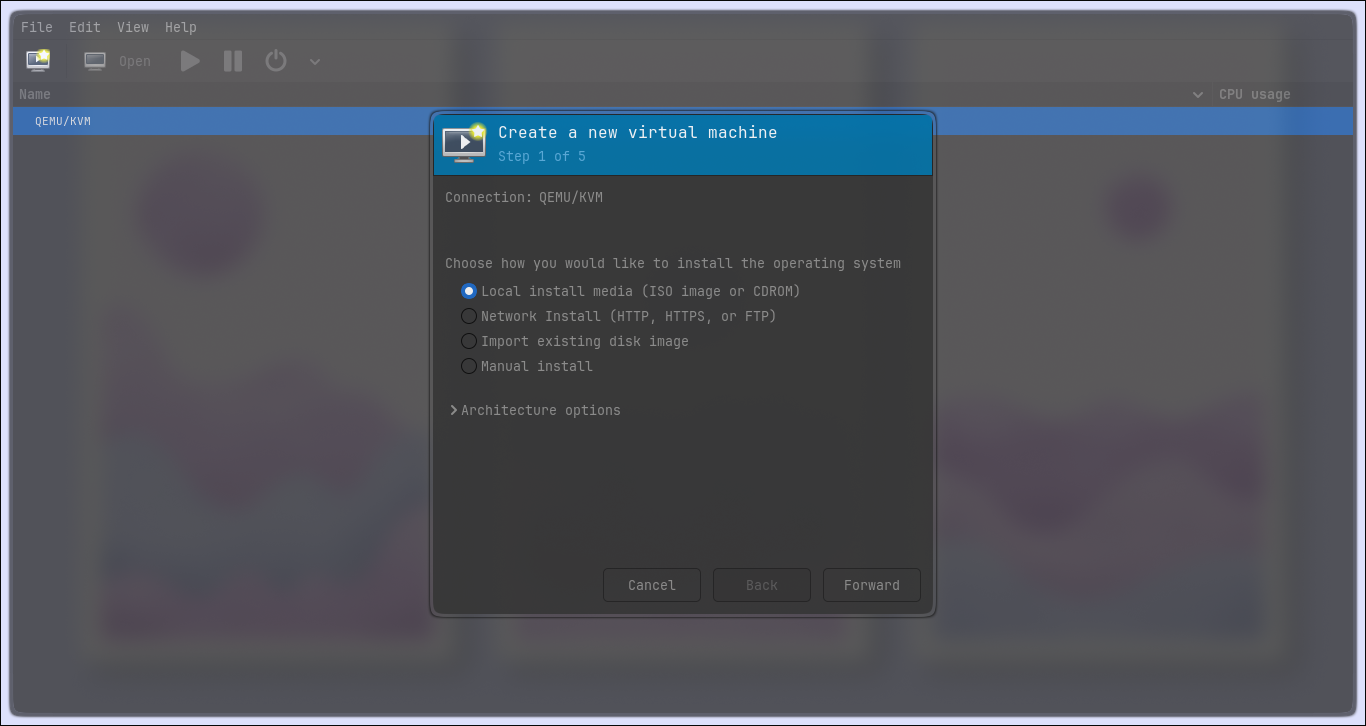 File Edit View Help
Open
Name CPU usage
QEMU/KVM
Create a new virtual machine
Step 1 of 5
Connection: QEMU/KVM
Choose how you would like to install the operating system
Local install media (ISO image or CDROM)
Network Install (HTTP, HTTPS, or FTP)
Import existing disk image
Manual install
Architecture options
Cancel Back Forward